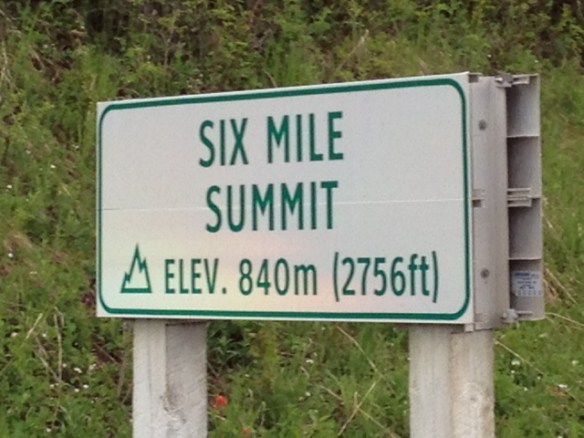 SIX MILE
SUMMIT
ELEV. 840m (2756ft)